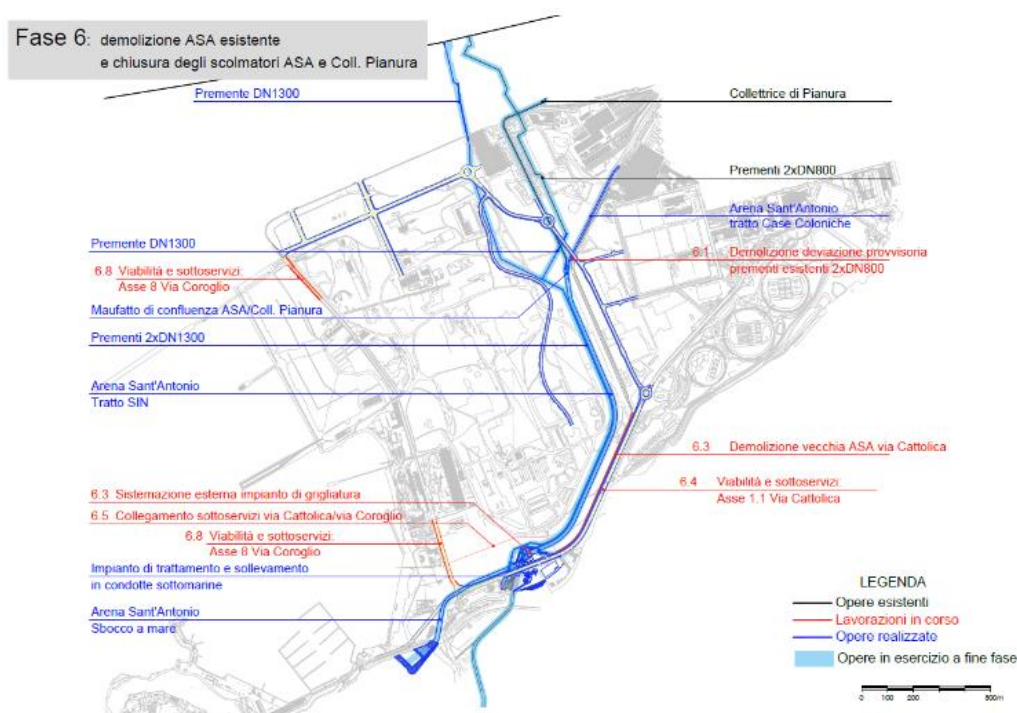 Fase 6: demolizione ASA esistente
e chiusura degli scolmatori ASA e Coll. Pianura
Premente DN1300
Collettrice di Pianura
Prementi 2xDN800
Arena Sant'Antonio
tratto Case Coloniche
Premente DN1300
6.1 Demolizione deviazione provvisoria
prementi esistenti 2xDN800
6.8 Viabilità e sottoservizi:
Asse 8 Via Coroglio
Maufatto di confluenza ASA/Coll. Pianura
Prementi 2xDN1300
Arena Sant'Antonio
Tratto SIN
6.3 Demolizione vecchia ASA via Cattolica
6.4 Viabilità e sottoservizi:
Asse 1.1 Via Cattolica
6.3 Sistemazione esterna impianto di grigliatura
6.5 Collegamento sottoservizi via Cattolica/via Coroglio
6.8 Viabilità e sottoservizi:
Asse 8 Via Coroglio
Impianto di trattamento e sollevamento
in condotte sottomarine
Arena Sant'Antonio
Sbocco a mare
LEGENDA
Opere esistenti
Lavorazioni in corso
Opere realizzate
Opere in esercizio a fine fase
0 100 200 500m